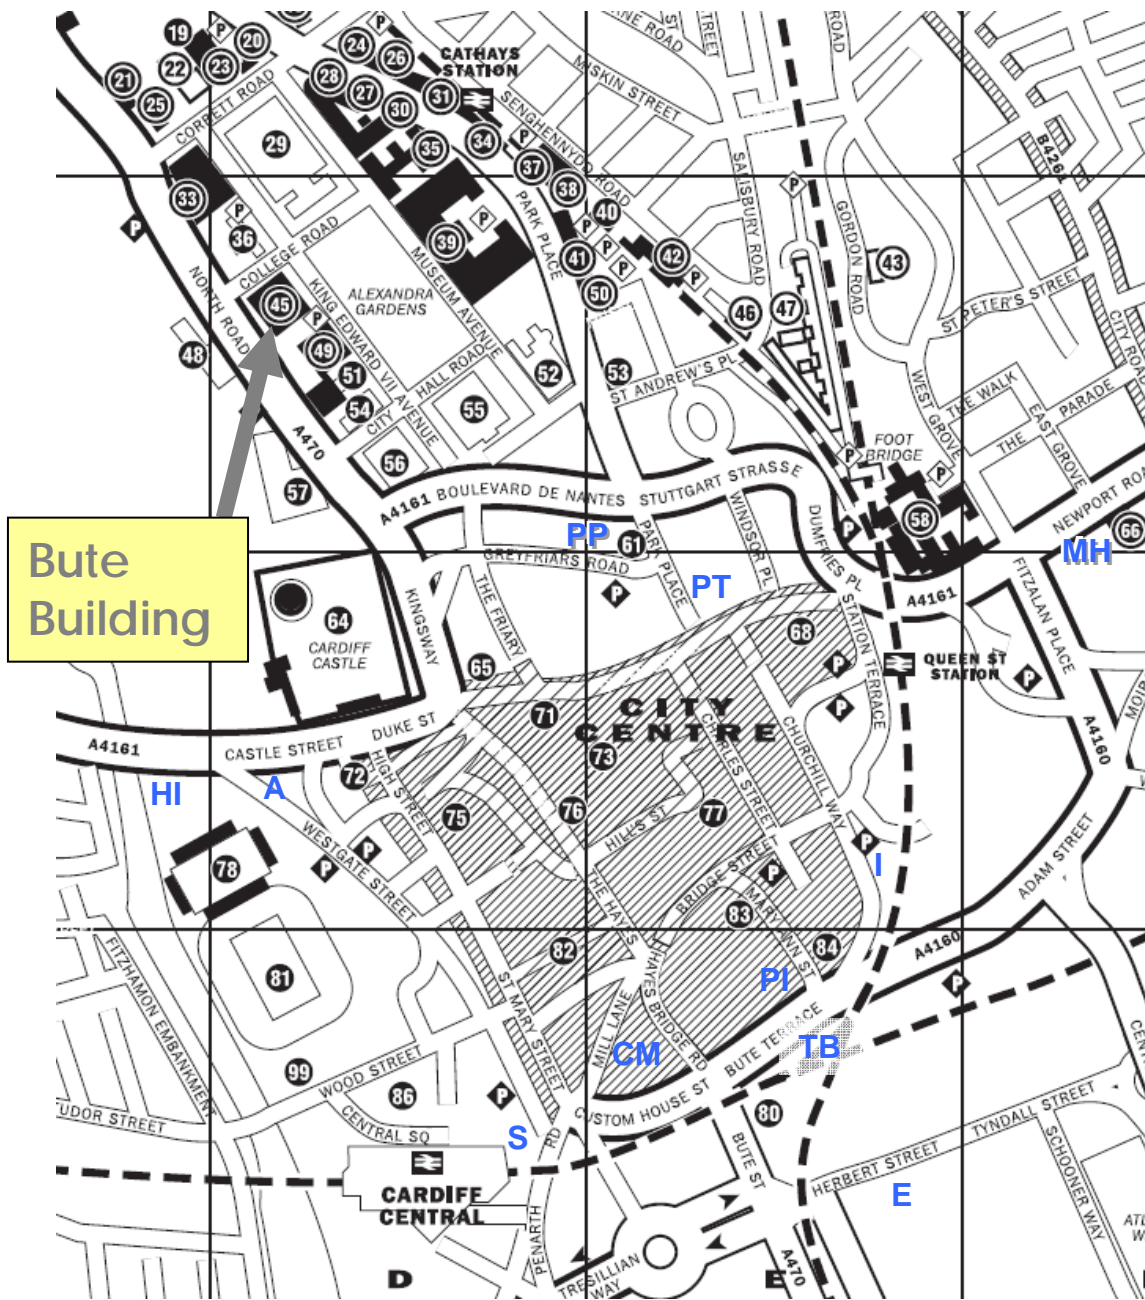 19
20
P
21
22
23
24
26
CATHAYS
STATION
25
28
27
30
31
CORBETT ROAD
29
35
34
P
SENGHENNYDD ROAD
MISKIN STREET
ROAD
STREET
ROAD
B4261
37
38
33
P
36
P
COLLEGE ROAD
39
P
PARK PLACE
40
P
P
P
41
42
P
50
SALISBURY ROAD
P
GORDON ROAD
43
ST PETER'S STREET
CITY ROAD
NORTH ROAD
45
P
KING EDWARD VII AVENUE
ALEXANDRA
GARDENS
MUSEUM AVENUE
46
47
48
49
51
54
CITY HALL ROAD
52
53
ST ANDREW'S PL
55
56
WEST GROVE
THE WALK
THE PARADE
EAST GROVE
A470
57
FOOT
BRIDGE
P
P
A4161 BOULEVARD DE NANTES
STUTTGART STRASSE
WINDSOR PL
DUMFRIES PL
P
58
NEWPORT ROAD
66
MH
PP
61
PARK PLACE
GREYFRIARS ROAD
Bute
Building
P
PT
KINGSWAY
THE FRIARY
64
CARDIFF
CASTLE
A4161
FITZALAN PLACE
STATION TERRACE
68
P
QUEEN ST
STATION
P
65
P
CITY
CENTRE
71
73
CHARLES STREET
CHURCHILL WAY
A4160
A4161
CASTLE STREET
DUKE ST
HI
A
72
HIGH STREET
75
76
HILLS ST
77
78
WESTGATE STREET
P
P
P
I
BRIDGE STREET
P
MARY ANN ST
83
84
ADAM STREET
A4160
THE HAYES
FITZHAMON EMBANKMENT
81
82
ST MARY STREET
HAYES BRIDGE RD
PI
P
MILL LANE
CM
BUTE TERRACE
TB
99
WOOD STREET
86
P
CUSTOM HOUSE ST
80
TUDOR STREET
CENTRAL SQ
S
BUTE ST
TYNDALL STREET
HERBERT STREET
E
SCHOONER WAY
CARDIFF
CENTRAL
PENARTH RD
D
TRESILLIAN
WAY
E
A470